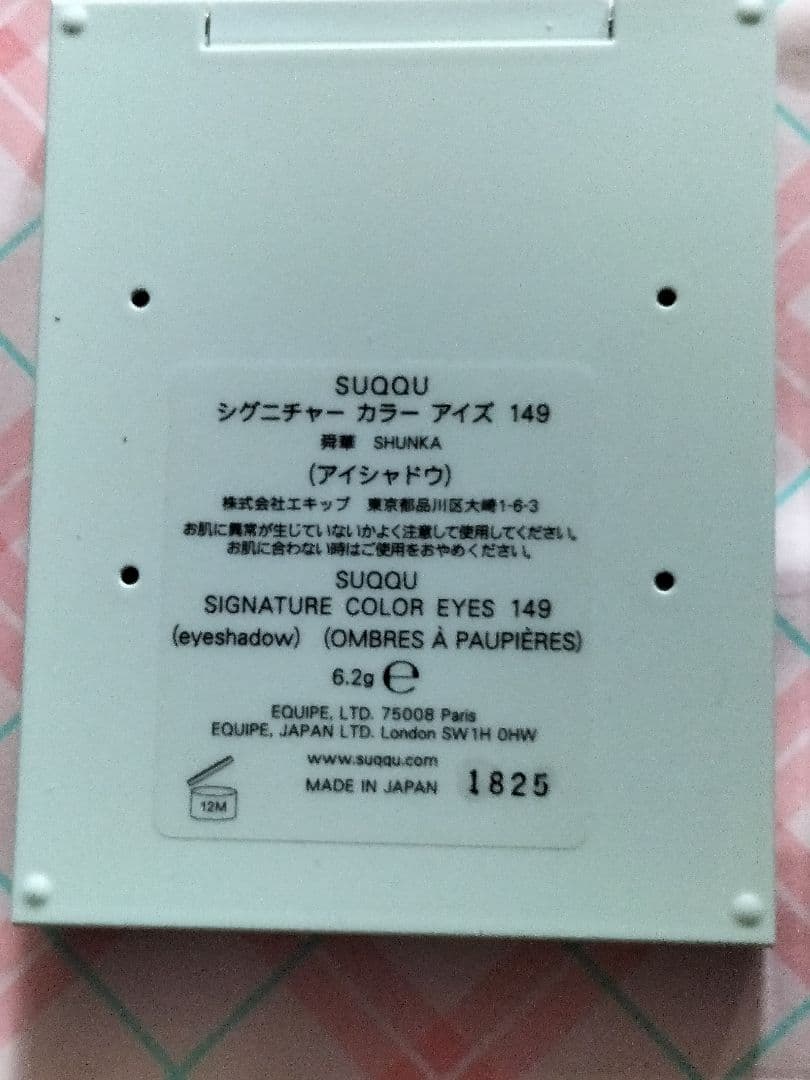 SUQQU
シグニチャー カラー アイズ 149
舜華 SHUNKA
(アイシャドウ)
株式会社エキップ 東京都品川区大崎1-6-3
お肌に異常が生じていないかよく注意して使用してください。
お肌に合わない時はご使用をおやめください。
SUQQU
SIGNATURE COLOR EYES 149
(eyeshadow) (OMBRES À PAUPIÈRES)
6.2g ℮
EQUIPE, LTD. 75008 Paris
EQUIPE, JAPAN LTD. London SW1H 0HW
www.suqqu.com
MADE IN JAPAN 1825
12M